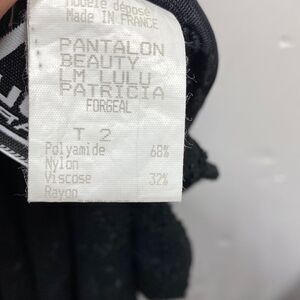 Modèle déposé
Made in FRANCE
PANTALON
BEAUTY
LM LULU
PATRICIA
FORGEAL
T 2
Polyamide 68%
Nylon
Viscose 32%
Rayon